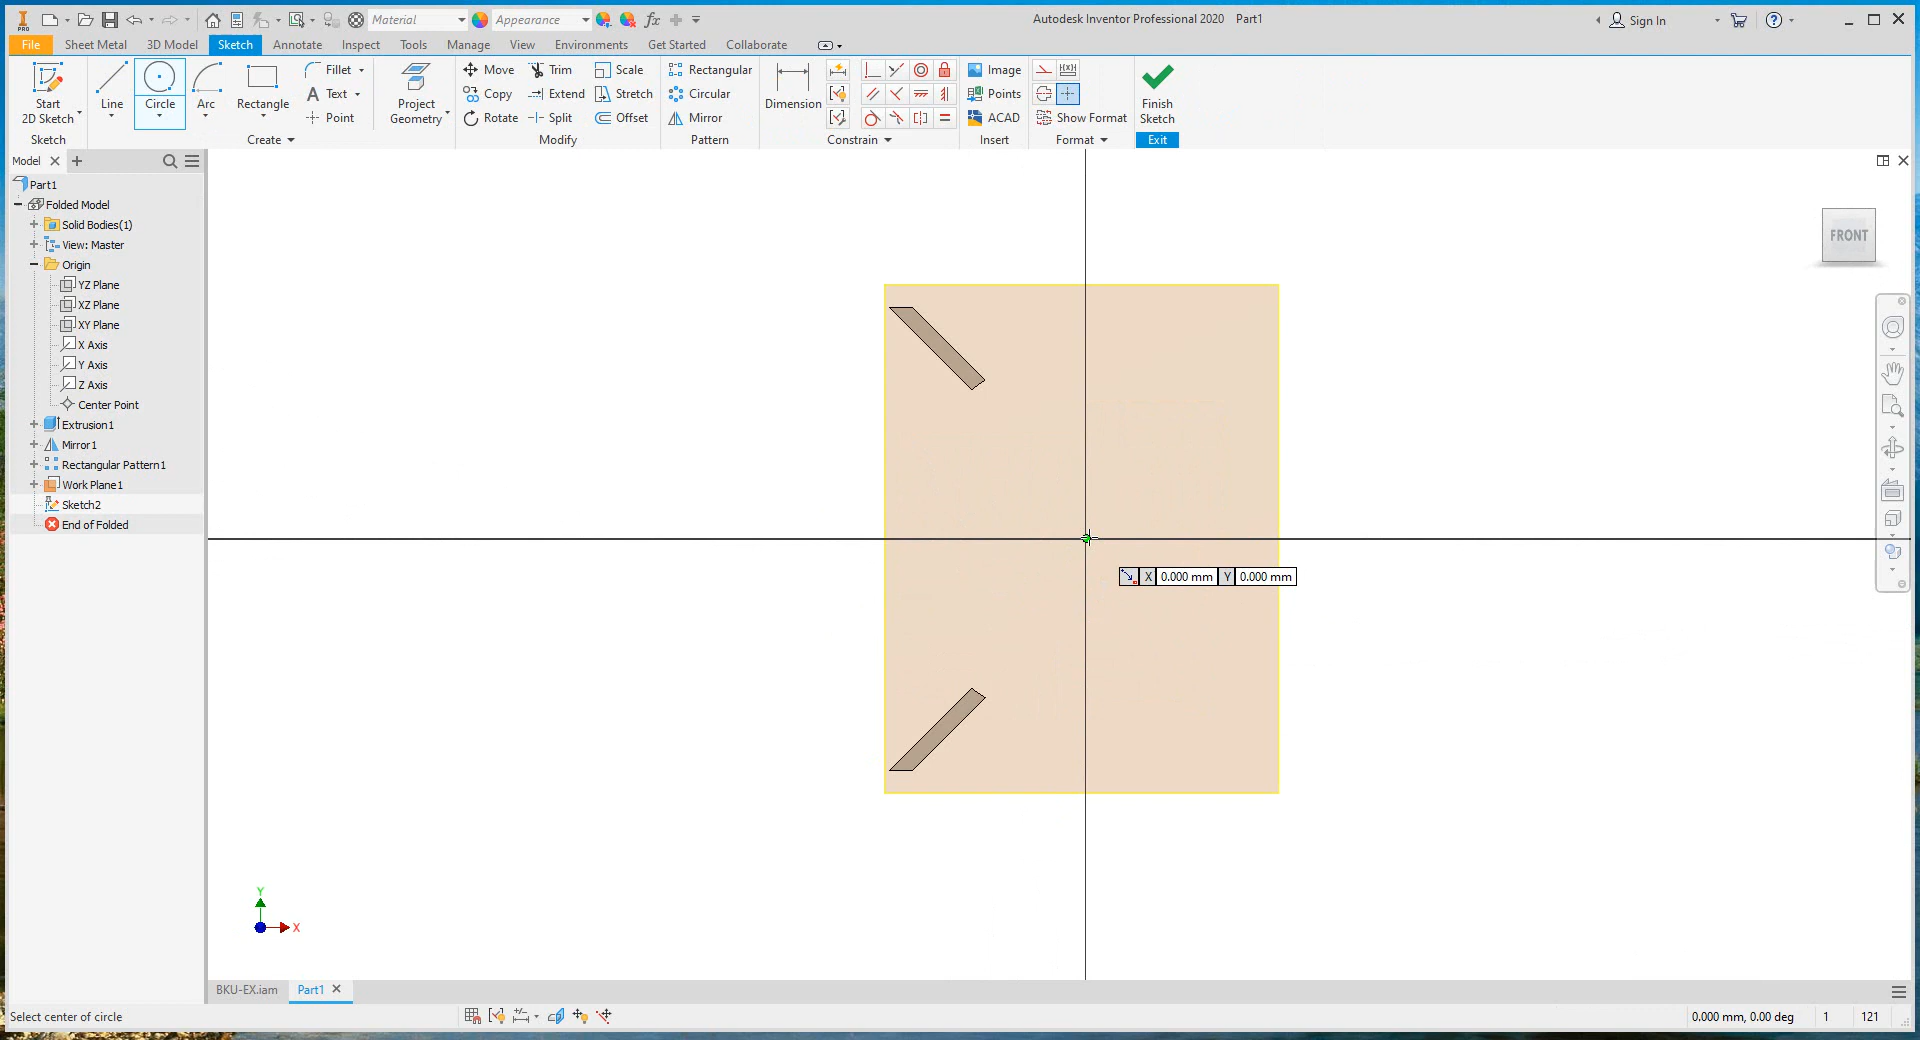 PRO
Material
Appearance
fx
Autodesk Inventor Professional 2020 Part1
Sign In
File Sheet Metal 3D Model Sketch Annotate Inspect Tools Manage View Environments Get Started Collaborate
Start
2D Sketch
Line
Circle
Arc
Rectangle
Fillet
Text
Point
Project
Geometry
Move
Copy
Rotate
Trim
Extend
Split
Scale
Stretch
Offset
Rectangular
Circular
Mirror
Dimension
Image
Points
ACAD
Show Format
Finish
Sketch
Sketch Create Modify Pattern Constrain Insert Format Exit
Model
Part1
Folded Model
Solid Bodies(1)
View: Master
Origin
YZ Plane
XZ Plane
XY Plane
X Axis
Y Axis
Z Axis
Center Point
Extrusion1
Mirror1
Rectangular Pattern1
Work Plane1
Sketch2
End of Folded
FRONT
X 0.000 mm Y 0.000 mm
Y
X
BKU-EX.iam Part1
Select center of circle
0.000 mm, 0.00 deg 1 121